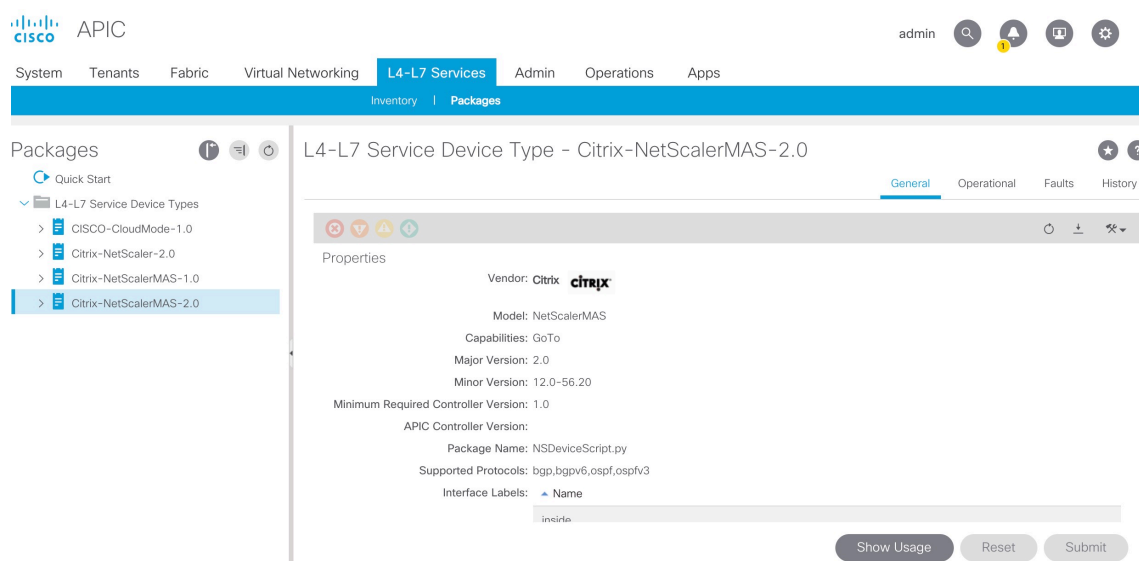 cisco APIC admin 1
System Tenants Fabric Virtual Networking L4-L7 Services Admin Operations Apps
Inventory | Packages
Packages
Quick Start
L4-L7 Service Device Types
CISCO-CloudMode-1.0
Citrix-NetScaler-2.0
Citrix-NetScalerMAS-1.0
Citrix-NetScalerMAS-2.0
L4-L7 Service Device Type - Citrix-NetScalerMAS-2.0
General Operational Faults History
Properties
Vendor: Citrix CITRIX
Model: NetScalerMAS
Capabilities: GoTo
Major Version: 2.0
Minor Version: 12.0-56.20
Minimum Required Controller Version: 1.0
APIC Controller Version:
Package Name: NSDeviceScript.py
Supported Protocols: bgp,bgpv6,ospf,ospfv3
Interface Labels: Name
inside
Show Usage Reset Submit